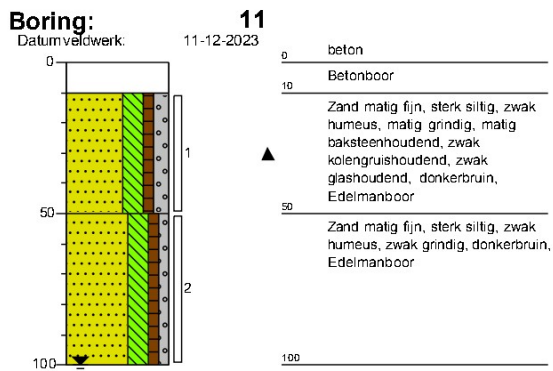 Boring: 11
Datum veldwerk: 11-12-2023
0
0
beton
Betonboor
10
Zand matig fijn, sterk siltig, zwak
humeus, matig grindig, matig
baksteenhoudend, zwak
kolengruishoudend, zwak
glashoudend, donkerbruin,
Edelmanboor
1
50
50
Zand matig fijn, sterk siltig, zwak
humeus, zwak grindig, donkerbruin,
Edelmanboor
2
100
100